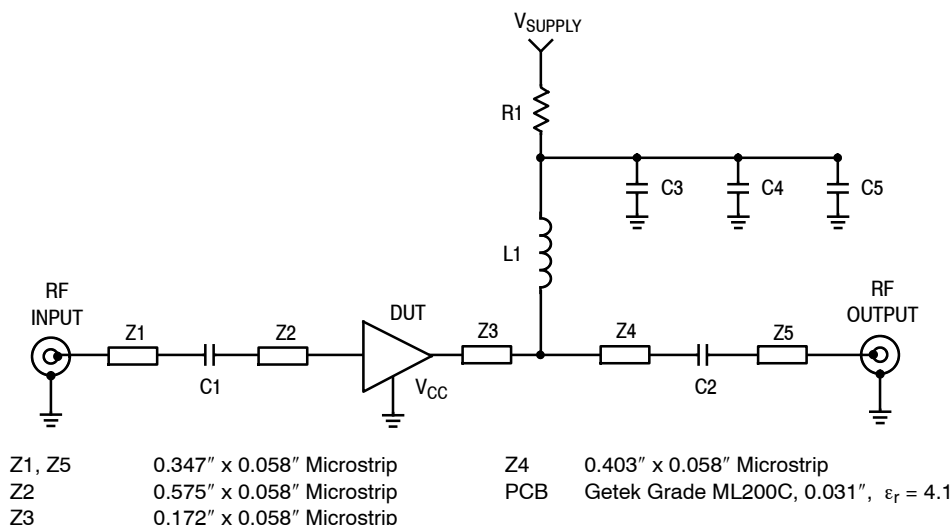 VSUPPLY
R1
C3 C4 C5
L1
RF INPUT
RF OUTPUT
DUT
Z1 Z2 Z3 Z4 Z5
C1 VCC C2
Z1, Z5 0.347″ x 0.058″ Microstrip
Z2 0.575″ x 0.058″ Microstrip
Z3 0.172″ x 0.058″ Microstrip
Z4 0.403″ x 0.058″ Microstrip
PCB Getek Grade ML200C, 0.031″, εr = 4.1